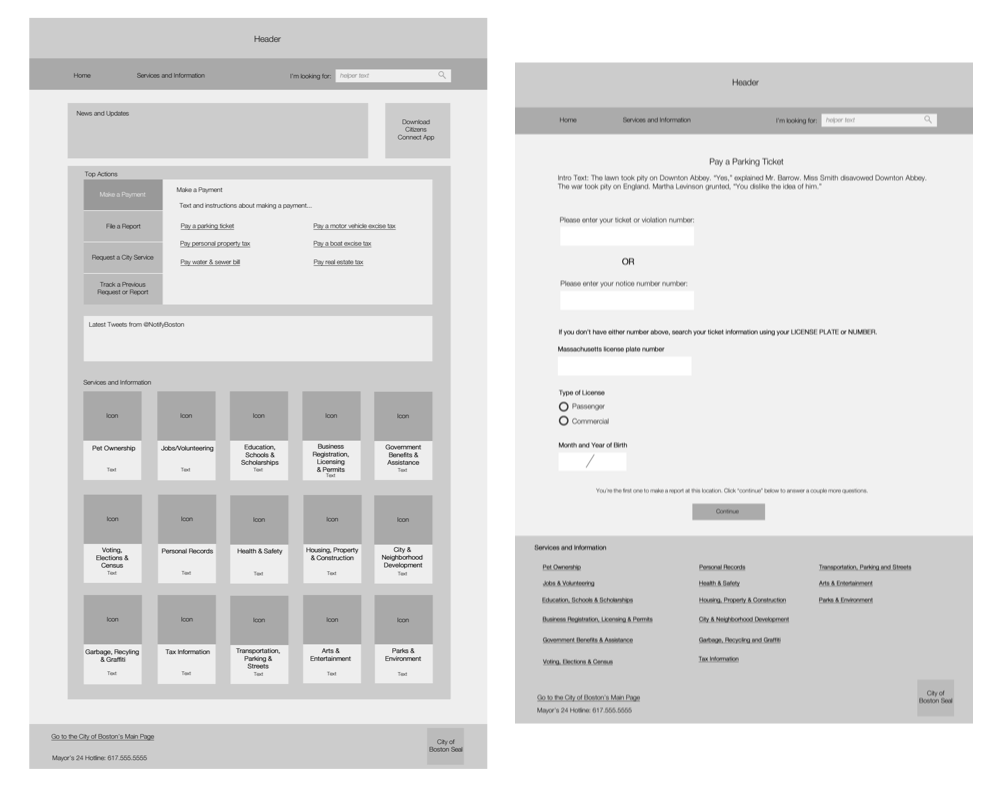 Header
Home
Services and Information
I'm looking for:
helper text
News and Updates
Download
Citizens
Connect App
Top Actions
Make a Payment
File a Report
Request a City Service
Track a Previous
Request or Report
Make a Payment
Text and instructions about making a payment...
Pay a parking ticket
Pay a motor vehicle excise tax
Pay personal property tax
Pay a boat excise tax
Pay water & sewer bill
Pay real estate tax
Latest Tweets from @NotifyBoston
Services and Information
Icon
Icon
Icon
Icon
Icon
Pet Ownership
Text
Jobs/Volunteering
Text
Education,
Schools &
Scholarships
Text
Business
Registration,
Licensing
& Permits
Text
Government
Benefits &
Assistance
Text
Icon
Icon
Icon
Icon
Icon
Voting,
Elections &
Census
Text
Personal Records
Text
Health & Safety
Text
Housing, Property
& Construction
Text
City &
Neighborhood
Development
Text
Icon
Icon
Icon
Icon
Icon
Garbage, Recyling
& Graffiti
Text
Tax Information
Text
Transportation,
Parking &
Streets
Text
Arts &
Entertainment
Text
Parks &
Environment
Text
Go to the City of Boston's Main Page
Mayor's 24 Hotline: 617.555.5555
City of
Boston Seal
Header
Home
Services and Information
I'm looking for:
helper text
Pay a Parking Ticket
Intro Text: The lawn took pity on Downton Abbey. "Yes," explained Mr. Barrow. Miss Smith disavowed Downton Abbey.
The war took pity on England. Martha Levinson grunted, "You dislike the idea of him."
Please enter your ticket or violation number:
OR
Please enter your notice number number:
If you don't have either number above, search your ticket information using your LICENSE PLATE or NUMBER.
Massachusetts license plate number
Type of License
Passenger
Commercial
Month and Year of Birth
/
You're the first one to make a report at this location. Click "continue" below to answer a couple more questions.
Continue
Services and Information
Pet Ownership
Jobs & Volunteering
Education, Schools & Scholarships
Business Registration, Licensing & Permits
Government Benefits & Assistance
Voting, Elections & Census
Personal Records
Health & Safety
Housing, Property & Construction
City & Neighborhood Development
Garbage, Recycling and Graffiti
Tax Information
Transportation, Parking and Streets
Arts & Entertainment
Parks & Environment
Go to the City of Boston's Main Page
Mayor's 24 Hotline: 617.555.5555
City of
Boston Seal